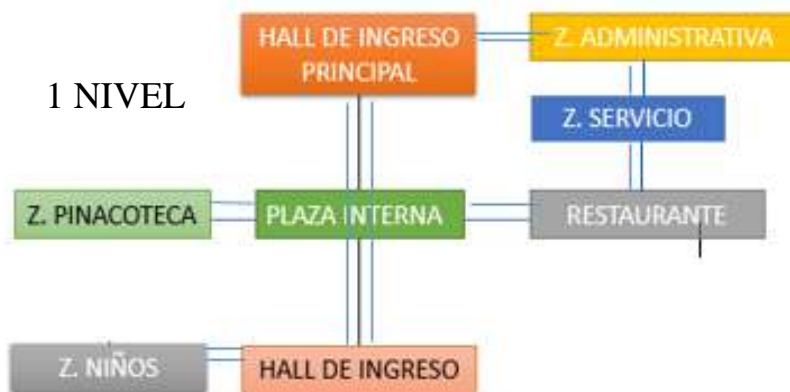 HALL DE INGRESO
PRINCIPAL
Z. ADMINISTRATIVA
1 NIVEL
Z. SERVICIO
Z. PINACOTECA
PLAZA INTERNA
RESTAURANTE
Z. NIÑOS
HALL DE INGRESO